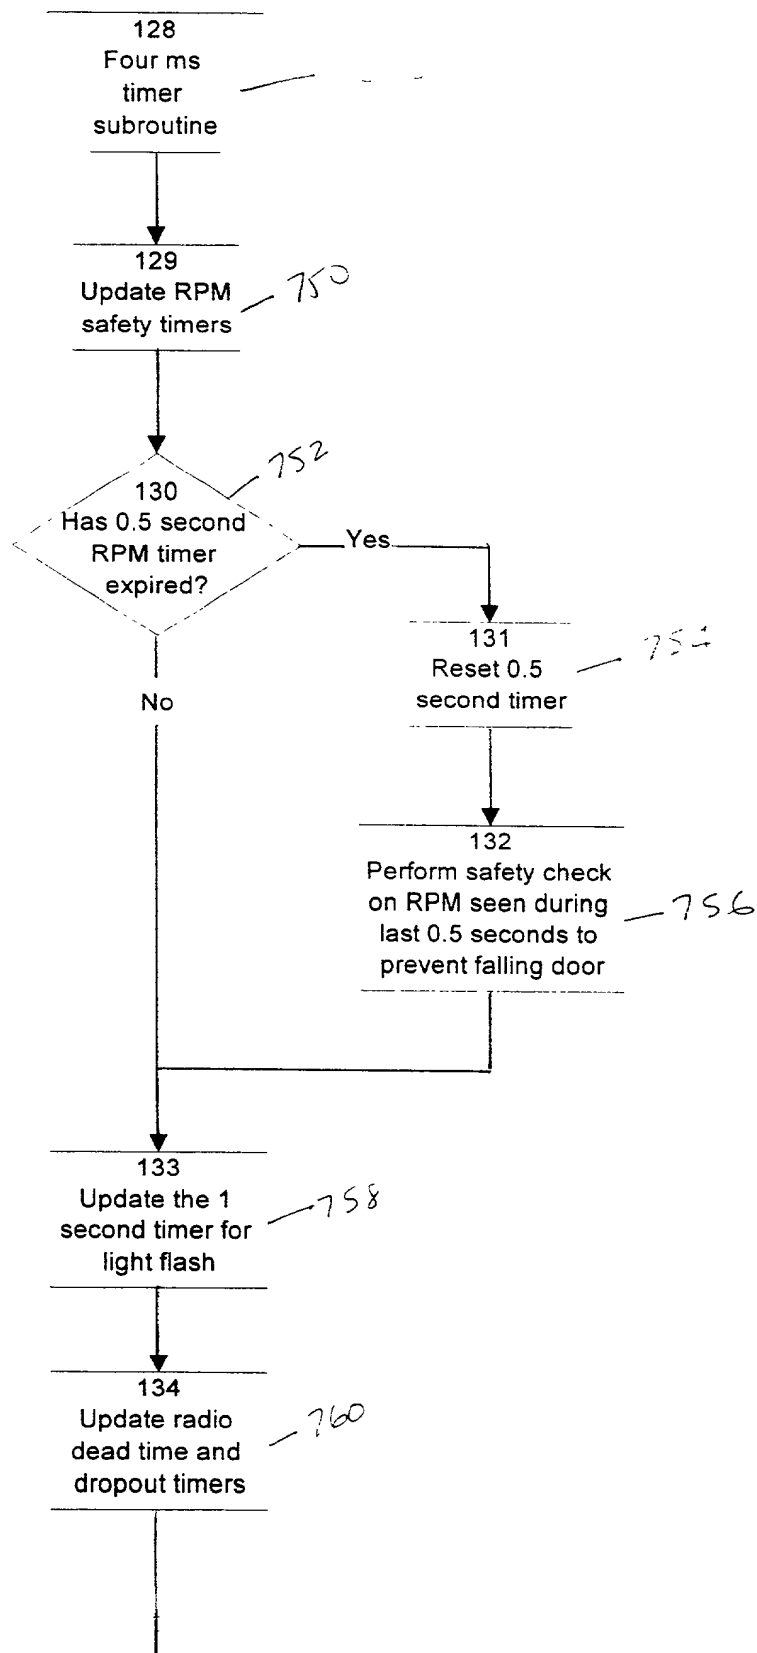 128
Four ms
timer
subroutine
129
Update RPM
safety timers
750
752
130
Has 0.5 second
RPM timer
expired?
Yes
No
131
Reset 0.5
second timer
132
Perform safety check
on RPM seen during
last 0.5 seconds to
prevent falling door
756
133
Update the 1
second timer for
light flash
758
134
Update radio
dead time and
dropout timers
760